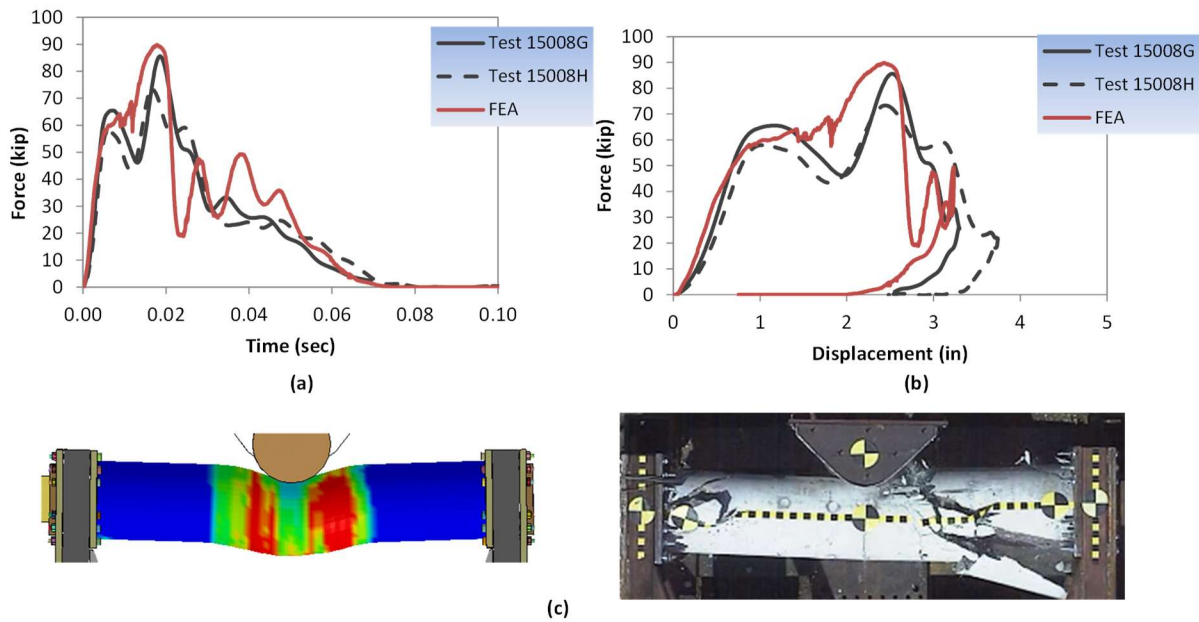 100
90
80
70
60
50
40
30
20
10
0
Force (kip)
0.00 0.02 0.04 0.06 0.08 0.10
Time (sec)
Test 15008G
Test 15008H
FEA
(a)
100
90
80
70
60
50
40
30
20
10
0
Force (kip)
0 1 2 3 4 5
Displacement (in)
Test 15008G
Test 15008H
FEA
(b)
(c)